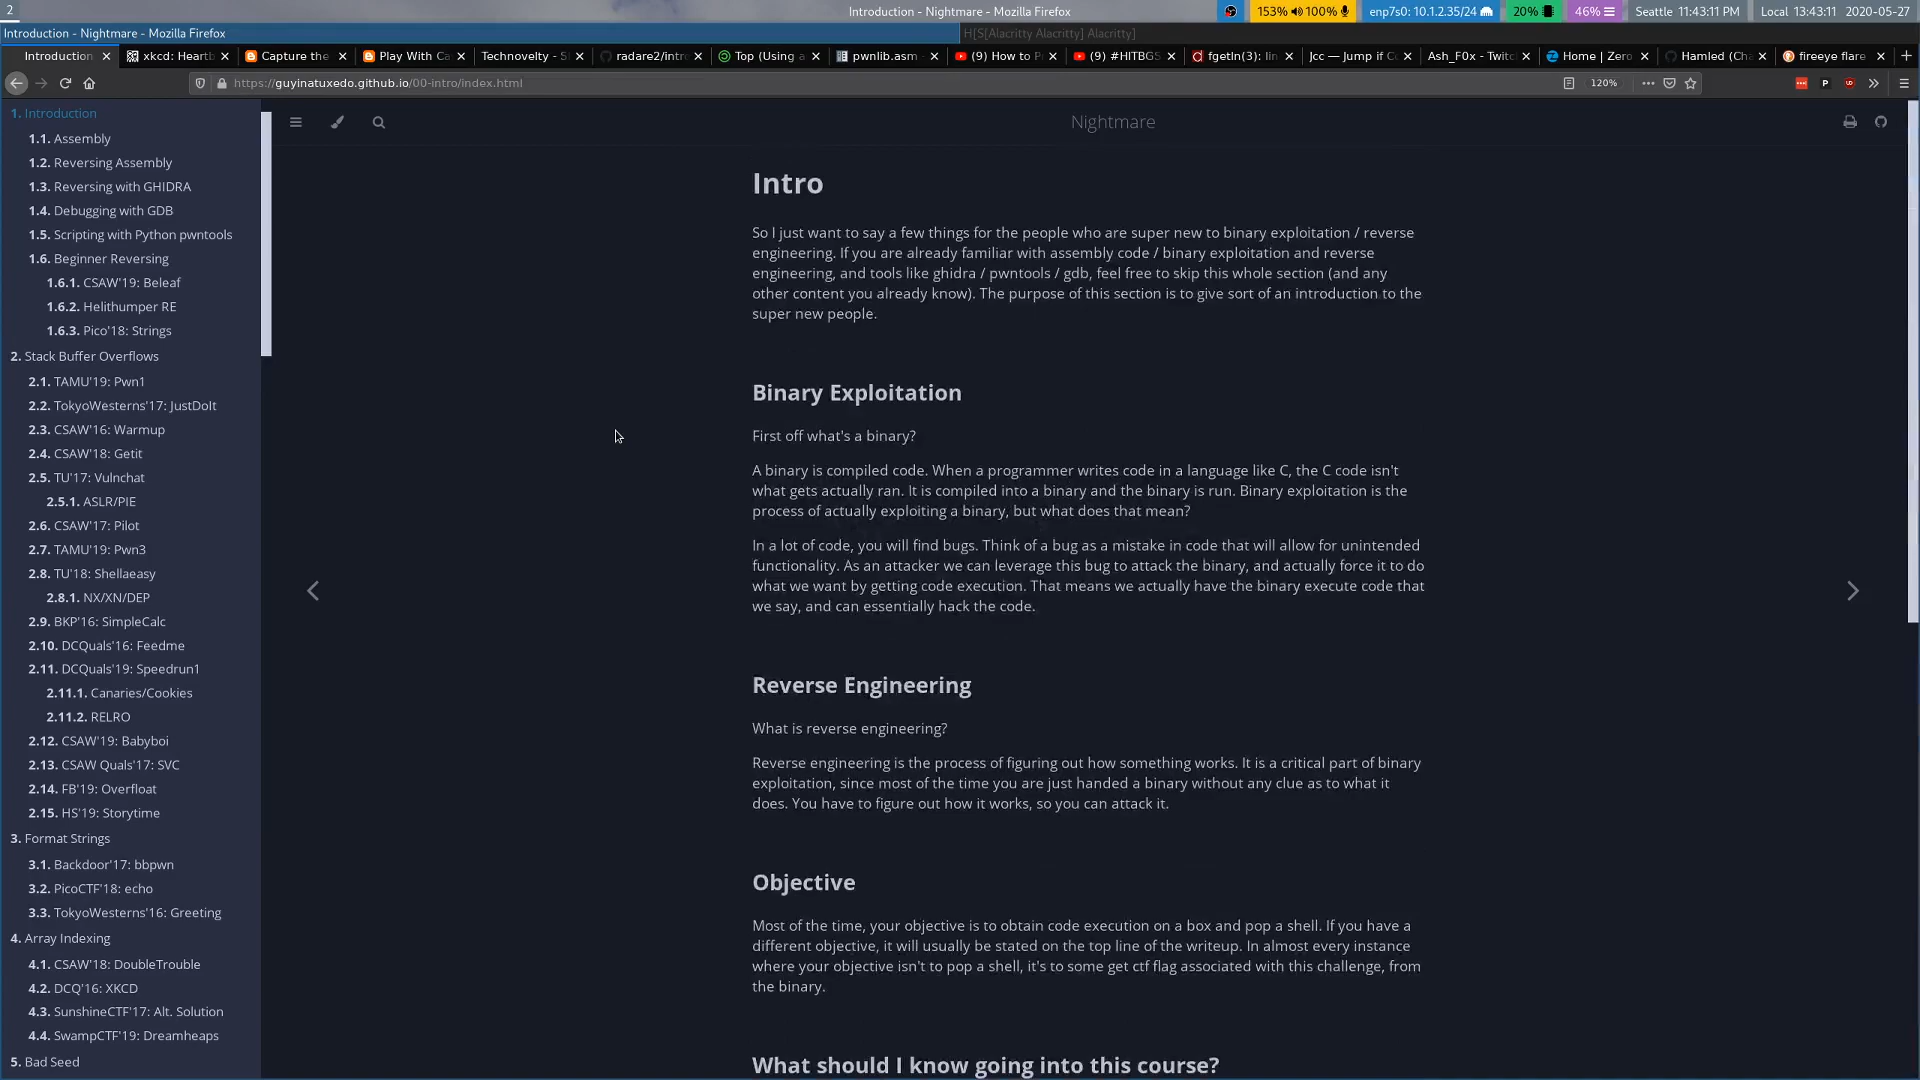 2
Introduction - Nightmare - Mozilla Firefox
153% 100%
enp7s0: 10.1.2.35/24
20%
46%
Seattle 11:43:11 PM
Local 13:43:11 2020-05-27
Introduction - Nightmare - Mozilla Firefox
H[S[Alacritty Alacritty] Alacritty]
Introduction
xkcd: Heartb
Capture the
Play With Ca
Technovelty - S
radare2/intro
Top (Using a
pwnlib.asm -
(9) How to P
(9) #HITBGS
fgetln(3): lin
Jcc — Jump if C
Ash_F0x - Twitc
Home | Zero
Hamled (Cha
fireeye flare
https://guyinatuxedo.github.io/00-intro/index.html
120%
1. Introduction
1.1. Assembly
1.2. Reversing Assembly
1.3. Reversing with GHIDRA
1.4. Debugging with GDB
1.5. Scripting with Python pwntools
1.6. Beginner Reversing
1.6.1. CSAW'19: Beleaf
1.6.2. Helithumper RE
1.6.3. Pico'18: Strings
2. Stack Buffer Overflows
2.1. TAMU'19: Pwn1
2.2. TokyoWesterns'17: JustDoIt
2.3. CSAW'16: Warmup
2.4. CSAW'18: Getit
2.5. TU'17: Vulnchat
2.5.1. ASLR/PIE
2.6. CSAW'17: Pilot
2.7. TAMU'19: Pwn3
2.8. TU'18: Shellaeasy
2.8.1. NX/XN/DEP
2.9. BKP'16: SimpleCalc
2.10. DCQuals'16: Feedme
2.11. DCQuals'19: Speedrun1
2.11.1. Canaries/Cookies
2.11.2. RELRO
2.12. CSAW'19: Babyboi
2.13. CSAW Quals'17: SVC
2.14. FB'19: Overfloat
2.15. HS'19: Storytime
3. Format Strings
3.1. Backdoor'17: bbpwn
3.2. PicoCTF'18: echo
3.3. TokyoWesterns'16: Greeting
4. Array Indexing
4.1. CSAW'18: DoubleTrouble
4.2. DCQ'16: XKCD
4.3. SunshineCTF'17: Alt. Solution
4.4. SwampCTF'19: Dreamheaps
5. Bad Seed
Nightmare
Intro
So I just want to say a few things for the people who are super new to binary exploitation / reverse
engineering. If you are already familiar with assembly code / binary exploitation and reverse
engineering, and tools like ghidra / pwntools / gdb, feel free to skip this whole section (and any
other content you already know). The purpose of this section is to give sort of an introduction to the
super new people.
Binary Exploitation
First off what's a binary?
A binary is compiled code. When a programmer writes code in a language like C, the C code isn't
what gets actually ran. It is compiled into a binary and the binary is run. Binary exploitation is the
process of actually exploiting a binary, but what does that mean?
In a lot of code, you will find bugs. Think of a bug as a mistake in code that will allow for unintended
functionality. As an attacker we can leverage this bug to attack the binary, and actually force it to do
what we want by getting code execution. That means we actually have the binary execute code that
we say, and can essentially hack the code.
Reverse Engineering
What is reverse engineering?
Reverse engineering is the process of figuring out how something works. It is a critical part of binary
exploitation, since most of the time you are just handed a binary without any clue as to what it
does. You have to figure out how it works, so you can attack it.
Objective
Most of the time, your objective is to obtain code execution on a box and pop a shell. If you have a
different objective, it will usually be stated on the top line of the writeup. In almost every instance
where your objective isn't to pop a shell, it's to some get ctf flag associated with this challenge, from
the binary.
What should I know going into this course?